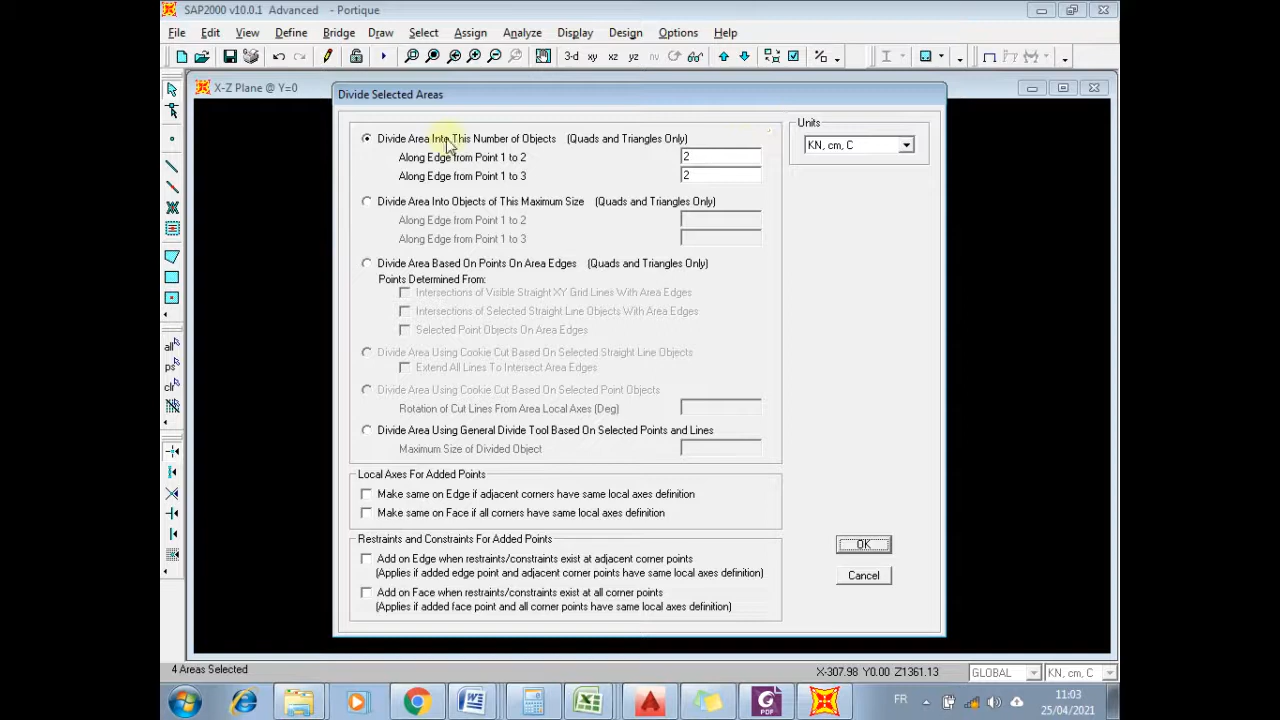 SAP2000 v10.0.1 Advanced - Portique
File Edit View Define Bridge Draw Select Assign Analyze Display Design Options Help
3-d xy xz yz nv
X-Z Plane @ Y=0
Divide Selected Areas
Divide Area Into This Number of Objects (Quads and Triangles Only)
Along Edge from Point 1 to 2 2
Along Edge from Point 1 to 3 2
Divide Area Into Objects of This Maximum Size (Quads and Triangles Only)
Along Edge from Point 1 to 2
Along Edge from Point 1 to 3
Divide Area Based On Points On Area Edges (Quads and Triangles Only)
Points Determined From:
Intersections of Visible Straight XY Grid Lines With Area Edges
Intersections of Selected Straight Line Objects With Area Edges
Selected Point Objects On Area Edges
Divide Area Using Cookie Cut Based On Selected Straight Line Objects
Extend All Lines To Intersect Area Edges
Divide Area Using Cookie Cut Based On Selected Point Objects
Rotation of Cut Lines From Area Local Axes (Deg)
Divide Area Using General Divide Tool Based On Selected Points and Lines
Maximum Size of Divided Object
Local Axes For Added Points
Make same on Edge if adjacent corners have same local axes definition
Make same on Face if all corners have same local axes definition
Restraints and Constraints For Added Points
Add on Edge when restraints/constraints exist at adjacent corner points
(Applies if added edge point and adjacent corner points have same local axes definition)
Add on Face when restraints/constraints exist at all corner points
(Applies if added face point and all corner points have same local axes definition)
Units
KN, cm, C
OK
Cancel
all
ps
clr
4 Areas Selected
X-307.98 Y0.00 Z1361.13
GLOBAL
KN, cm, C
PDF
FR
11:03
25/04/2021